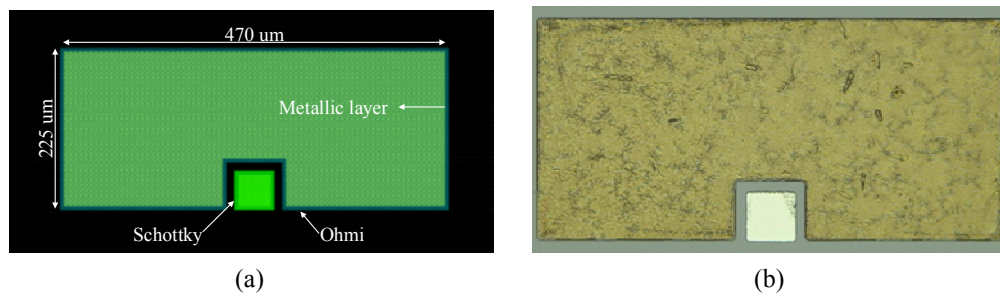 470 um
225 um
Metallic layer
Schottky
Ohmi
(a)
(b)